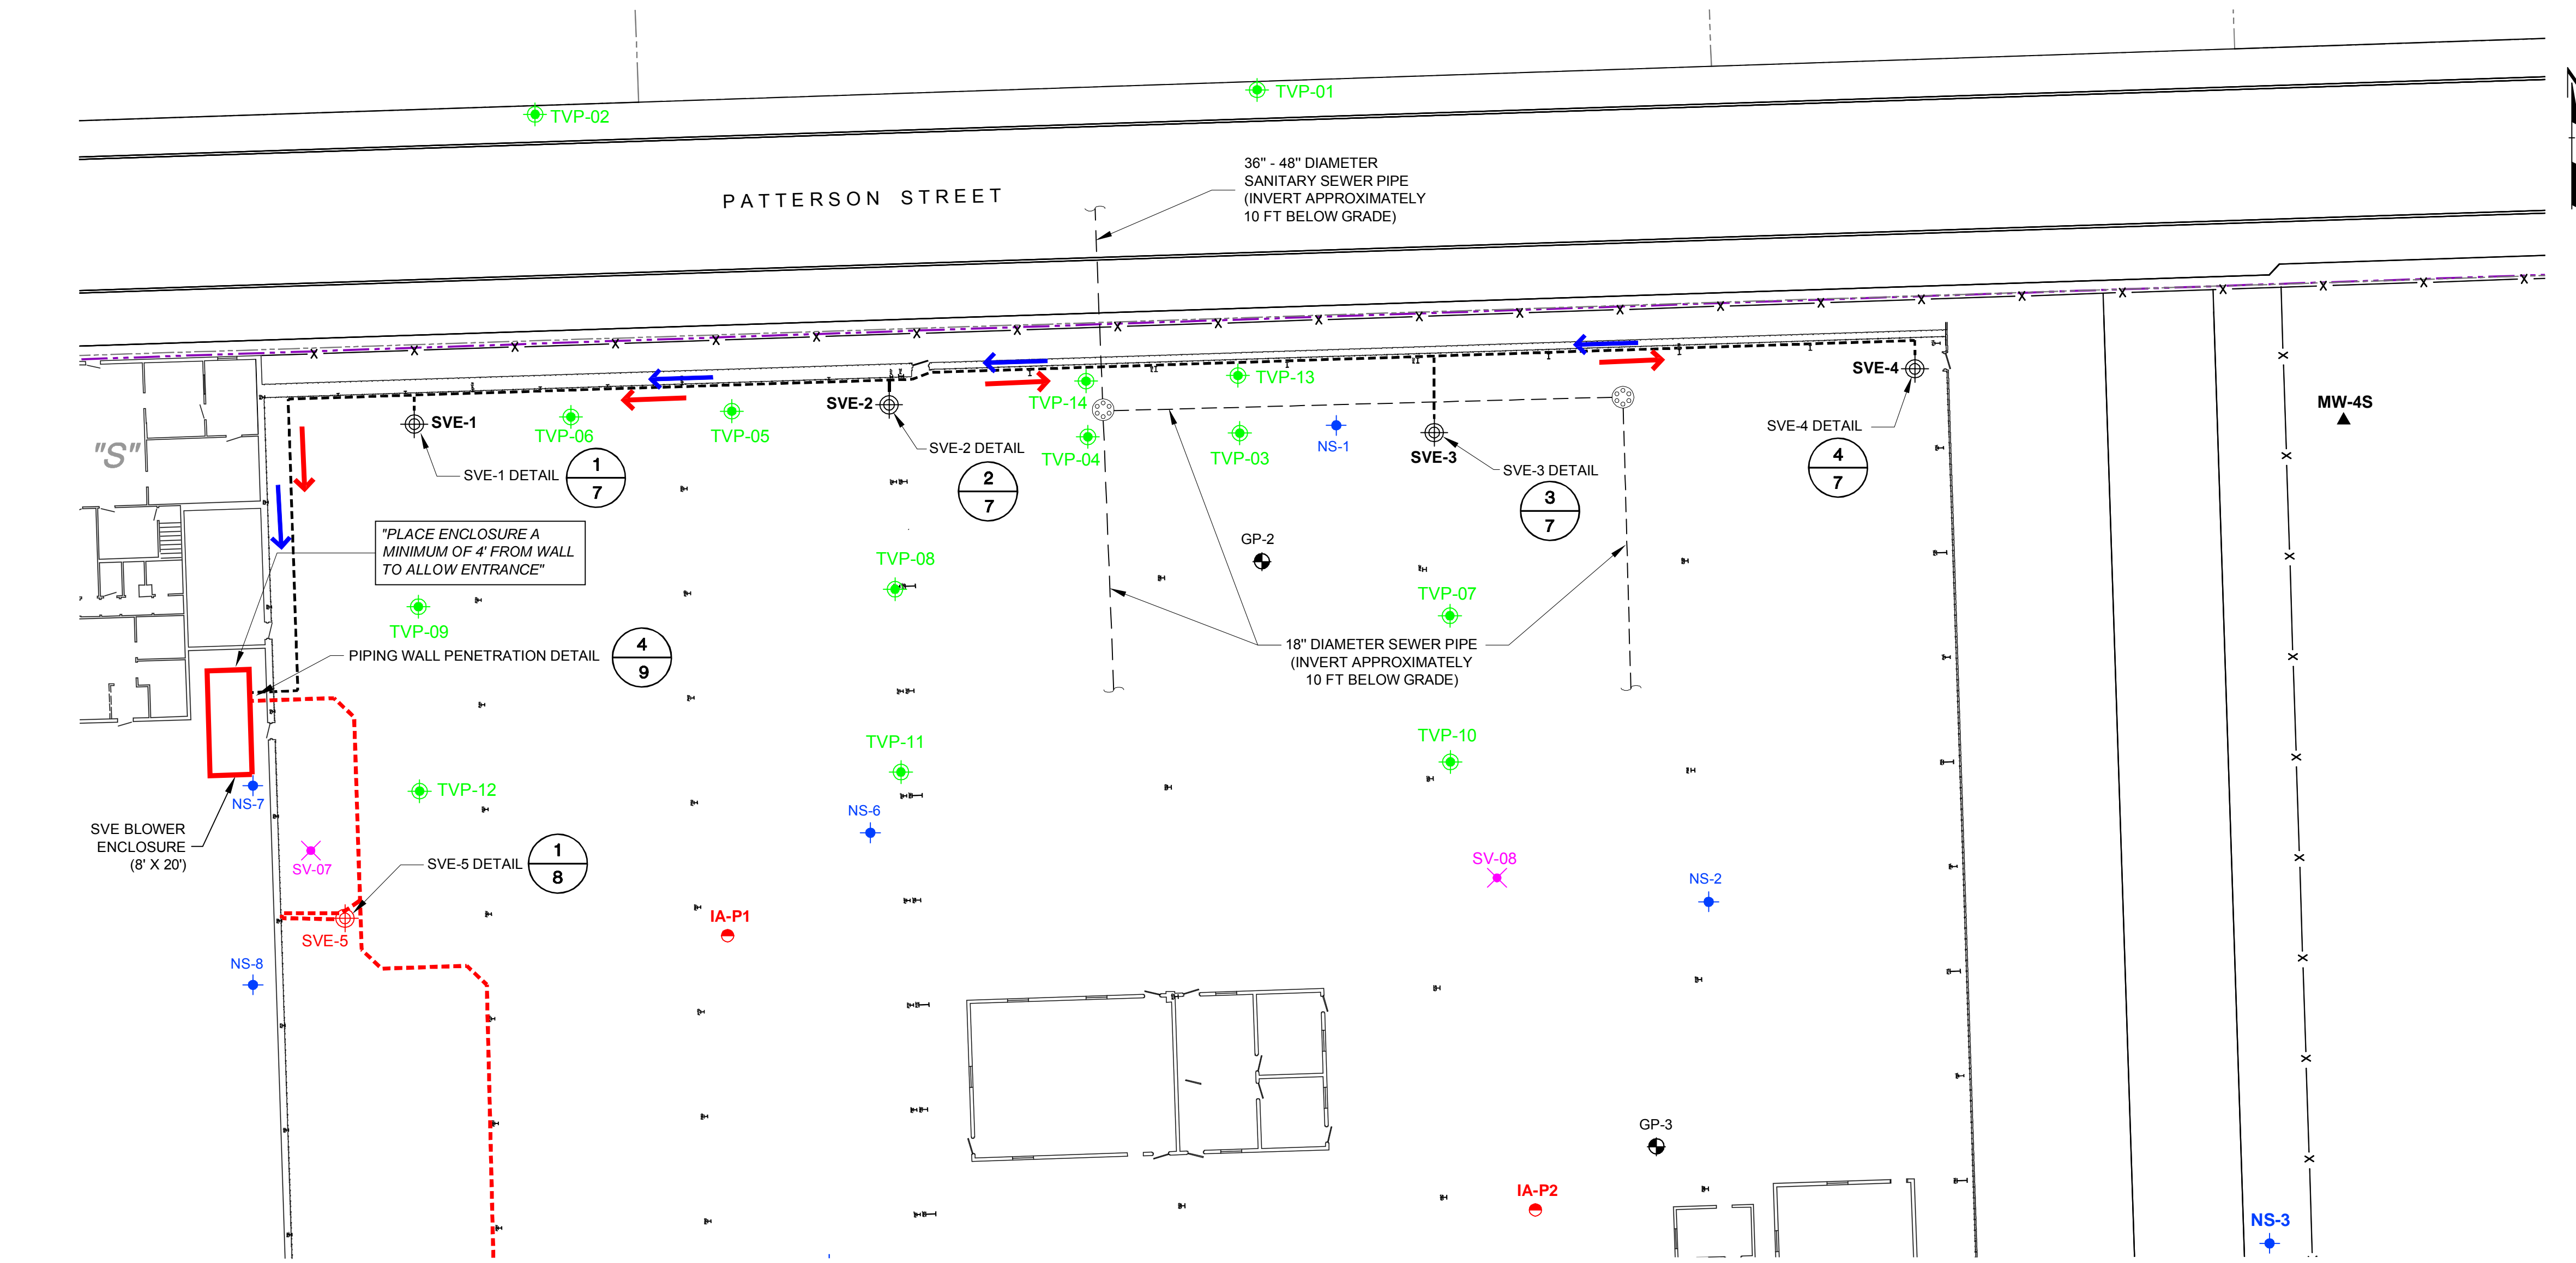 TVP-01
TVP-02
36" - 48" DIAMETER
SANITARY SEWER PIPE
(INVERT APPROXIMATELY
10 FT BELOW GRADE)
PATTERSON STREET
SVE-4
TVP-13
TVP-14
SVE-2
MW-4S
SVE-1
TVP-06
TVP-05
SVE-4 DETAIL
4
7
NS-1
SVE-3
TVP-04
TVP-03
SVE-2 DETAIL
2
7
"S"
SVE-1 DETAIL
1
7
SVE-3 DETAIL
3
7
"PLACE ENCLOSURE A
MINIMUM OF 4' FROM WALL
TO ALLOW ENTRANCE"
GP-2
TVP-08
TVP-07
TVP-09
PIPING WALL PENETRATION DETAIL
4
9
18" DIAMETER SEWER PIPE
(INVERT APPROXIMATELY
10 FT BELOW GRADE)
TVP-11
TVP-10
TVP-12
NS-7
NS-6
SVE BLOWER
ENCLOSURE
(8' X 20')
SV-07
SVE-5 DETAIL
1
8
SV-08
NS-2
IA-P1
SVE-5
NS-8
GP-3
IA-P2
NS-3
X X X X X X X X X X X X X X X X X X X X X X X
X
X
X
X
X
X
X
X
X